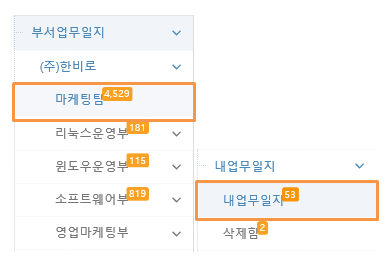 부서업무일지
(주)한비로
마케팅팀 4,529
리눅스운영부 181
윈도우운영부 115
소프트웨어부 819
영업마케팅부
내업무일지
내업무일지 53
삭제함 2